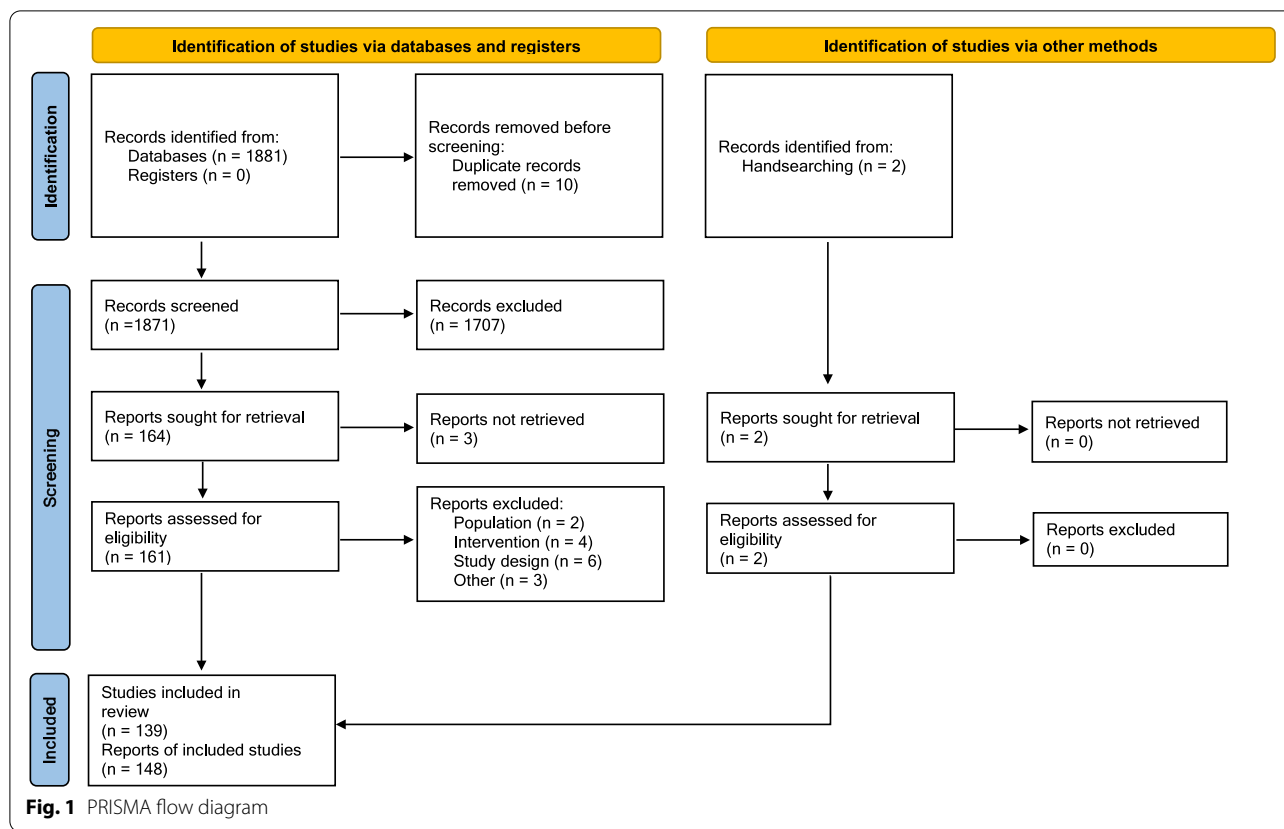 Identification of studies via databases and registers
Identification of studies via other methods
Identification
Records identified from:
Databases (n = 1881)
Registers (n = 0)
Records removed before
screening:
Duplicate records
removed (n = 10)
Records identified from:
Handsearching (n = 2)
Screening
Records screened
(n =1871)
Records excluded
(n = 1707)
Reports sought for retrieval
(n = 164)
Reports not retrieved
(n = 3)
Reports sought for retrieval
(n = 2)
Reports not retrieved
(n = 0)
Reports assessed for
eligibility
(n = 161)
Reports excluded:
Population (n = 2)
Intervention (n = 4)
Study design (n = 6)
Other (n = 3)
Reports assessed for
eligibility
(n = 2)
Reports excluded
(n = 0)
Included
Studies included in
review
(n = 139)
Reports of included studies
(n = 148)
Fig. 1 PRISMA flow diagram